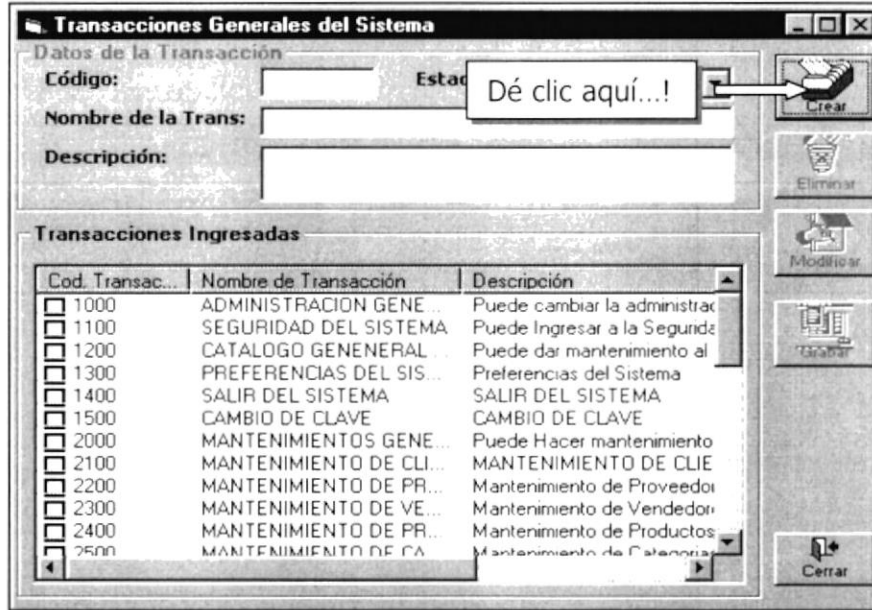 Transacciones Generales del Sistema
Datos de la Transacción
Código:
Dé clic aquí...!
Crear
Nombre de la Trans:
Descripción:
Eliminar
Modificar
Grabar
Transacciones Ingresadas
Cod. Transac... Nombre de Transacción Descripción
1000 ADMINISTRACION GENE... Puede cambiar la administrac
1100 SEGURIDAD DEL SISTEMA Puede Ingresar a la Segurida
1200 CATALOGO GENENERAL ... Puede dar mantenimiento al
1300 PREFERENCIAS DEL SIS... Preferencias del Sistema
1400 SALIR DEL SISTEMA SALIR DEL SISTEMA
1500 CAMBIO DE CLAVE CAMBIO DE CLAVE
2000 MANTENIMIENTOS GENE... Puede Hacer mantenimiento
2100 MANTENIMIENTO DE CLI... MANTENIMIENTO DE CLIE
2200 MANTENIMIENTO DE PR... Mantenimiento de Proveedor
2300 MANTENIMIENTO DE VE... Mantenimiento de Vendedor
2400 MANTENIMIENTO DE PR... Mantenimiento de Productos
2500 MANTENIMIENTO DE CA... Mantenimiento de Categorias
Cerrar